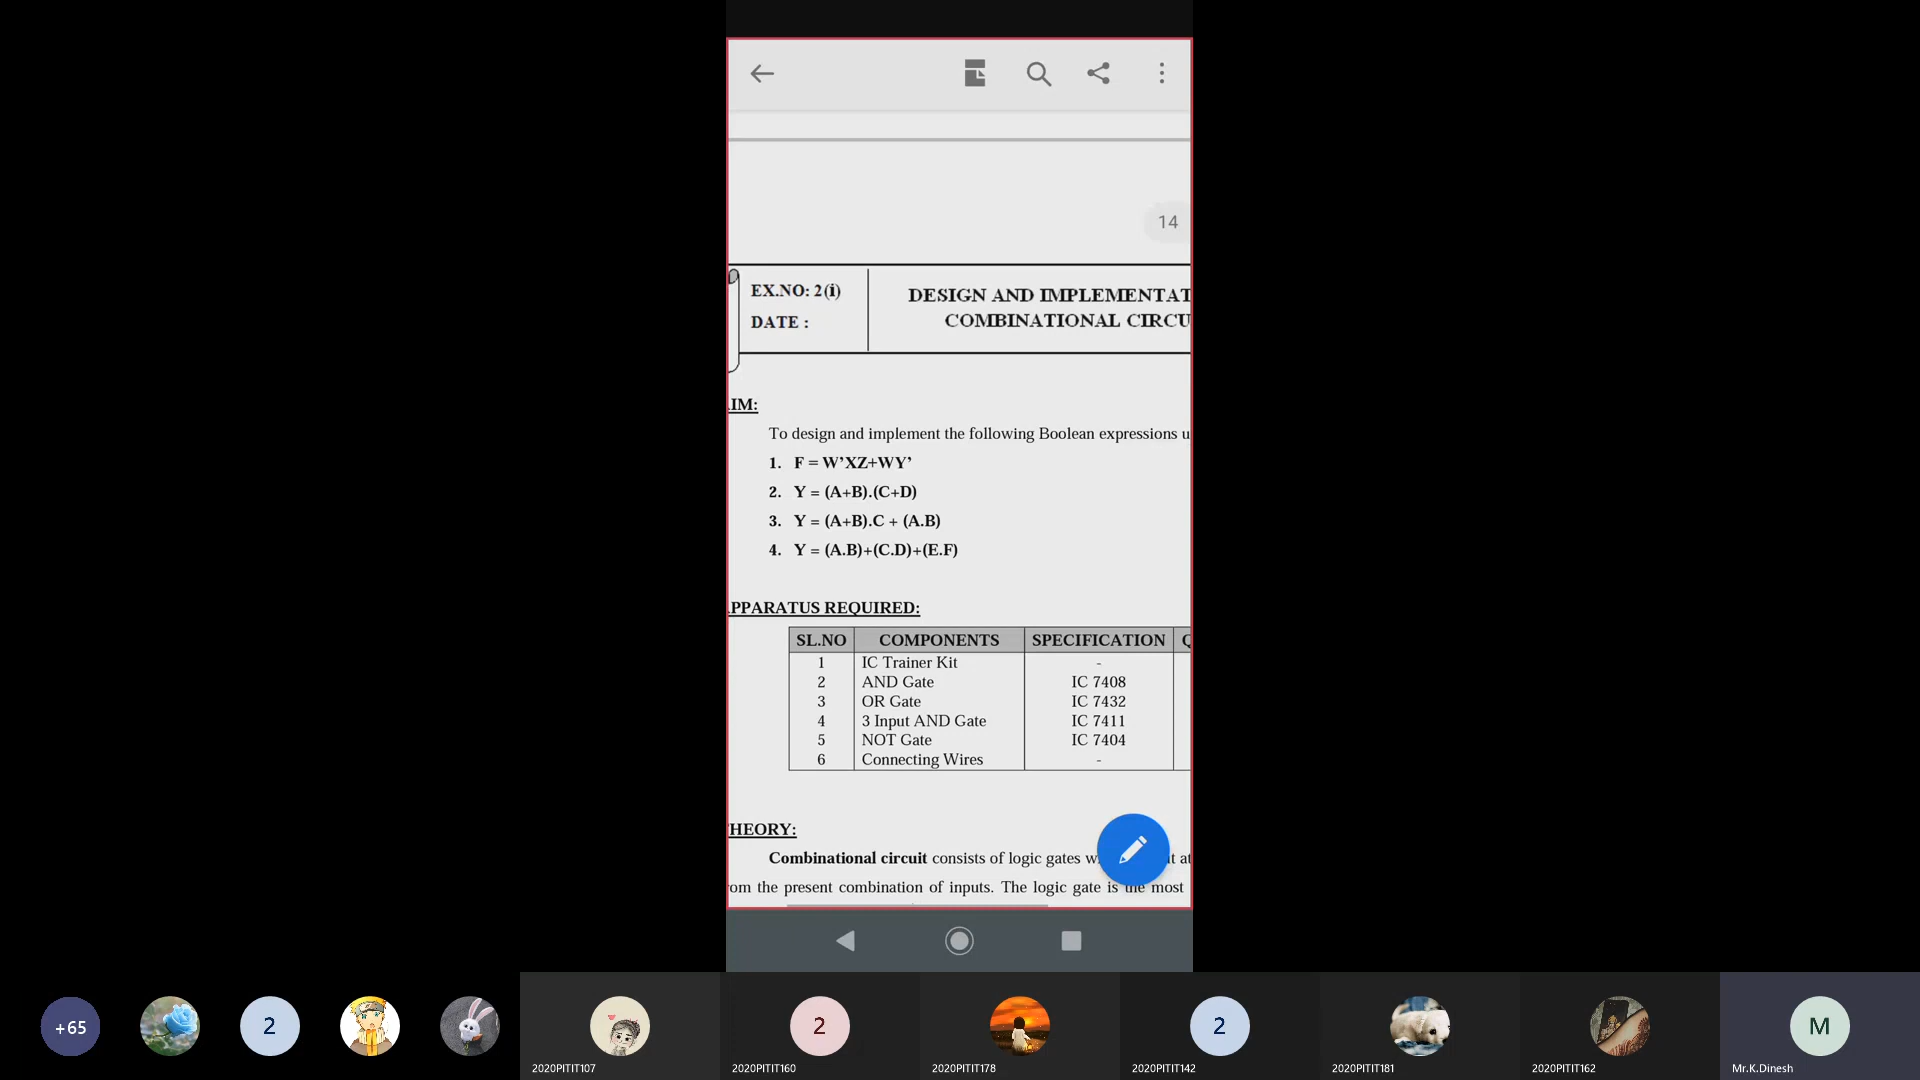 14
EX.NO: 2(i)
DATE :
DESIGN AND IMPLEMENTAT
COMBINATIONAL CIRCU
IM:
To design and implement the following Boolean expressions u
1. F = W’XZ+WY’
2. Y = (A+B).(C+D)
3. Y = (A+B).C + (A.B)
4. Y = (A.B)+(C.D)+(E.F)
PPARATUS REQUIRED:
SL.NO COMPONENTS SPECIFICATION Q
1 IC Trainer Kit -
2 AND Gate IC 7408
3 OR Gate IC 7432
4 3 Input AND Gate IC 7411
5 NOT Gate IC 7404
6 Connecting Wires -
HEORY:
Combinational circuit consists of logic gates w t at
om the present combination of inputs. The logic gate is the most
+65 2 2 2 M
2020PITIT107 2020PITIT160 2020PITIT178 2020PITIT142 2020PITIT181 2020PITIT162 Mr.K.Dinesh